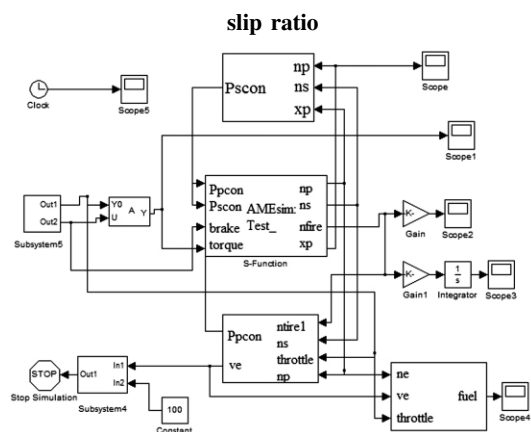 slip ratio
Clock
Scope5
Pscon
np
ns
xp
Scope
Scope1
Out1
Out2
Subsystem5
Y0
U
A
Y
Ppcon
Pscon
brake
torque
AMEsim:
Test_
np
ns
nfire
xp
S-Function
K-
Gain
Scope2
K-
Gain1
1
s
Integrator
Scope3
Ppcon
ve
ntire1
ns
throttle
np
STOP
Stop Simulation
Out1
In1
In2
Subsystem4
100
Constant
ne
ve
throttle
fuel
Scope4